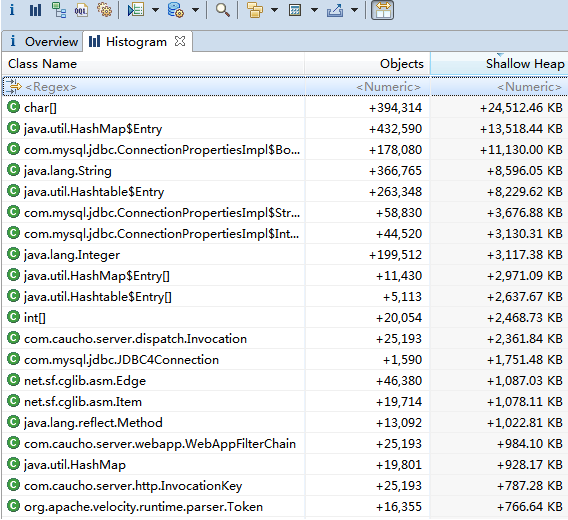 i OQL
i Overview Histogram
Class Name Objects Shallow Heap
<Regex> <Numeric> <Numeric>
char[] +394,314 +24,512.46 KB
java.util.HashMap$Entry +432,590 +13,518.44 KB
com.mysql.jdbc.ConnectionPropertiesImpl$Bo... +178,080 +11,130.00 KB
java.lang.String +366,765 +8,596.05 KB
java.util.Hashtable$Entry +263,348 +8,229.62 KB
com.mysql.jdbc.ConnectionPropertiesImpl$Str... +58,830 +3,676.88 KB
com.mysql.jdbc.ConnectionPropertiesImpl$Int... +44,520 +3,130.31 KB
java.lang.Integer +199,512 +3,117.38 KB
java.util.HashMap$Entry[] +11,430 +2,971.09 KB
java.util.Hashtable$Entry[] +5,113 +2,637.67 KB
int[] +20,054 +2,468.73 KB
com.caucho.server.dispatch.Invocation +25,193 +2,361.84 KB
com.mysql.jdbc.JDBC4Connection +1,590 +1,751.48 KB
net.sf.cglib.asm.Edge +46,380 +1,087.03 KB
net.sf.cglib.asm.Item +19,714 +1,078.11 KB
java.lang.reflect.Method +13,092 +1,022.81 KB
com.caucho.server.webapp.WebAppFilterChain +25,193 +984.10 KB
java.util.HashMap +19,801 +928.17 KB
com.caucho.server.http.InvocationKey +25,193 +787.28 KB
org.apache.velocity.runtime.parser.Token +16,355 +766.64 KB